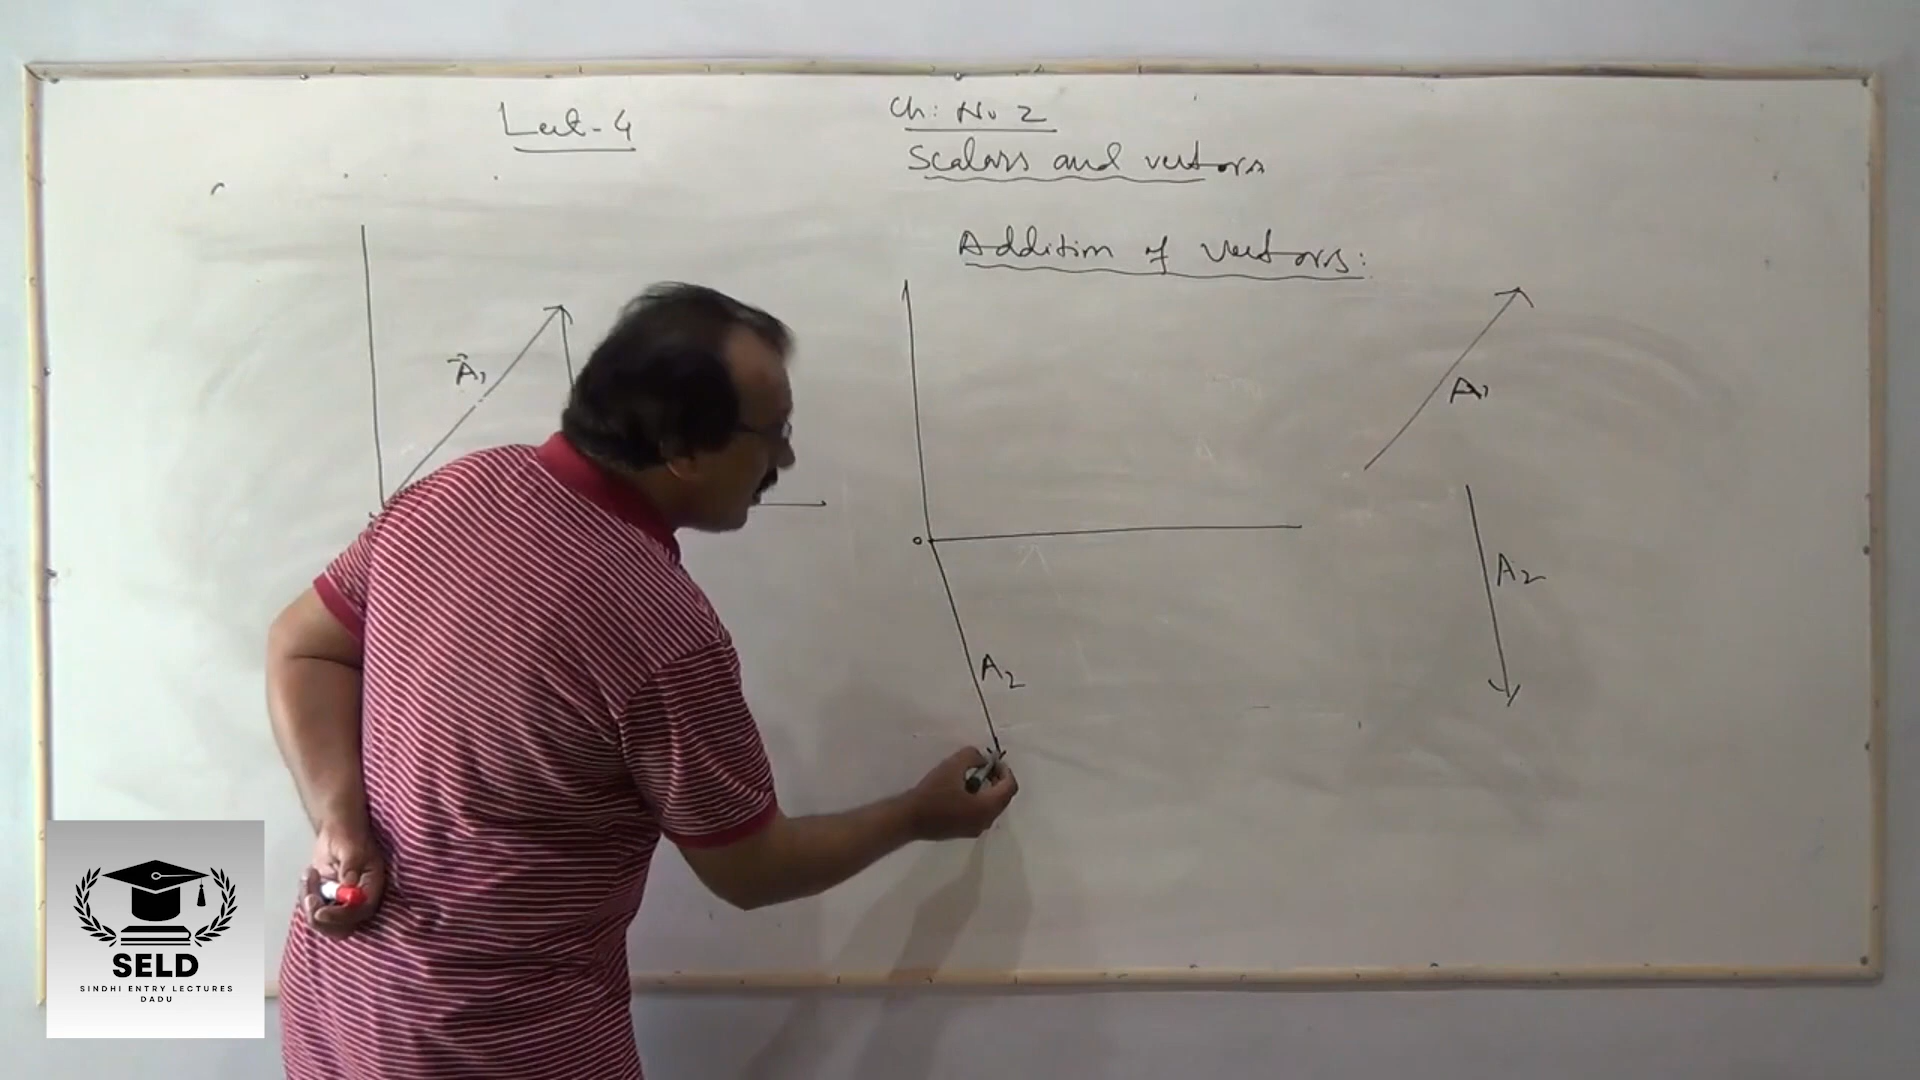 Lect-4
Ch: No 2
Scalars and vectors
Addition of vectors:
A₁
A₁
A₂
o
A₂
SELD
SINDHI ENTRY LECTURES
DADU